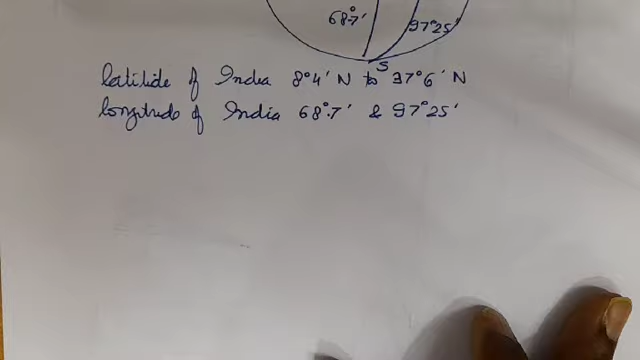 68°.7'
97°25'
S
Latitude of India 8°4' N to 37°6' N
Longitude of India 68°.7' & 97°25'